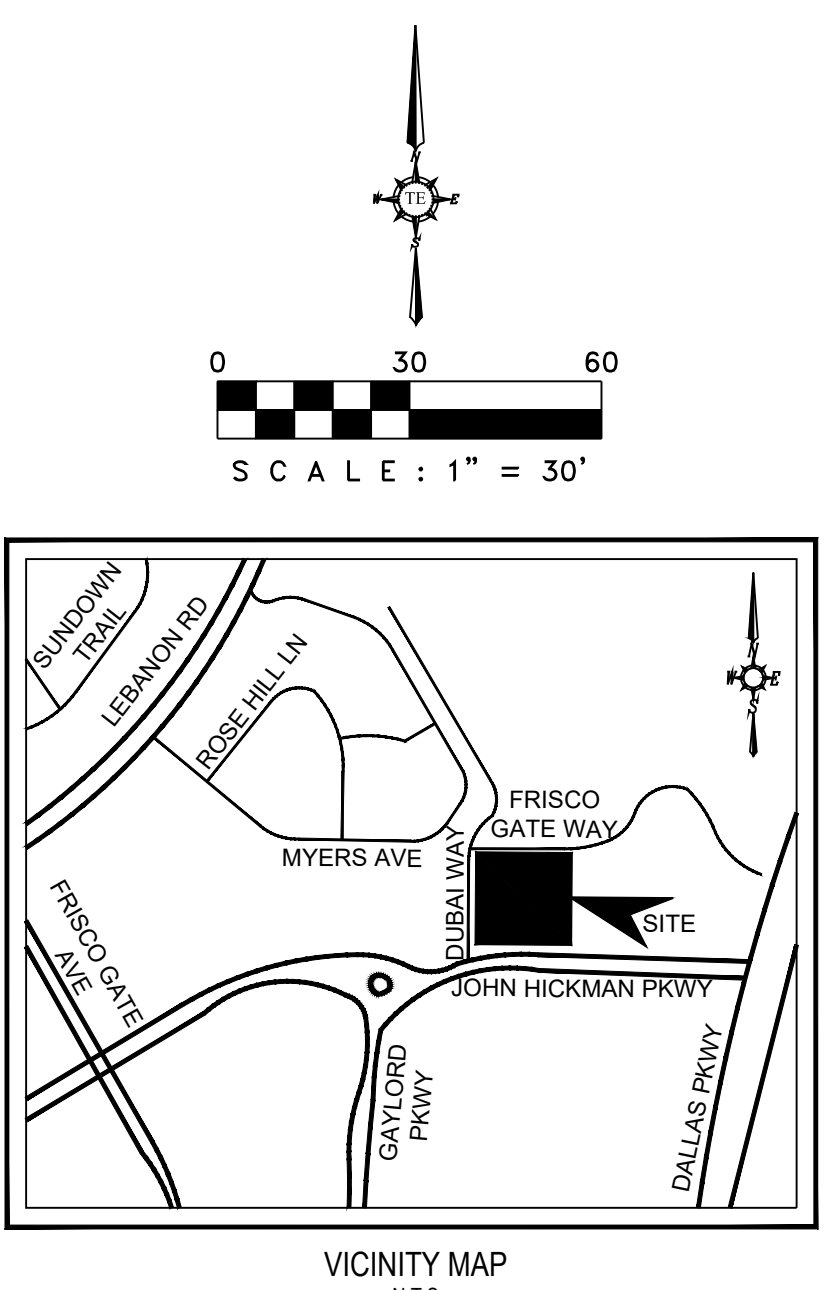 N
W TE E
S
0 30 60
SCALE: 1" = 30'
SUNDOWN
TRAIL
LEBANON RD
ROSE HILL LN
N
W E
S
FRISCO
GATE WAY
MYERS AVE
DUBAI WAY
FRISCO GATE
AVE
SITE
JOHN HICKMAN PKWY
GAYLORD
PKWY
DALLAS PKWY
VICINITY MAP